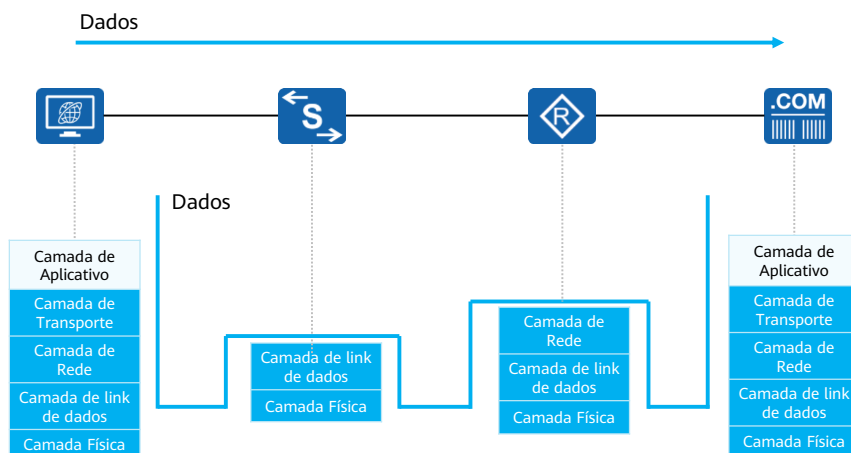 Dados
S
R
.COM
Dados
Camada de
Aplicativo
Camada de
Transporte
Camada de
Rede
Camada de link
de dados
Camada Física
Camada de link
de dados
Camada Física
Camada de
Rede
Camada de link
de dados
Camada Física
Camada de
Aplicativo
Camada de
Transporte
Camada de
Rede
Camada de link
de dados
Camada Física